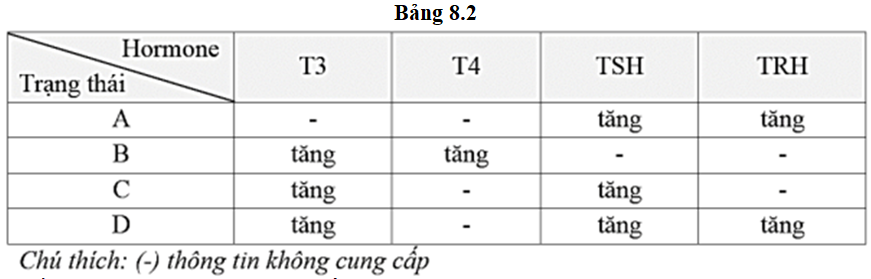 Bảng 8.2
Hormone
Trạng thái
T3 T4 TSH TRH
A - - tăng tăng
B tăng tăng - -
C tăng - tăng -
D tăng - tăng tăng
Chú thích: (-) thông tin không cung cấp